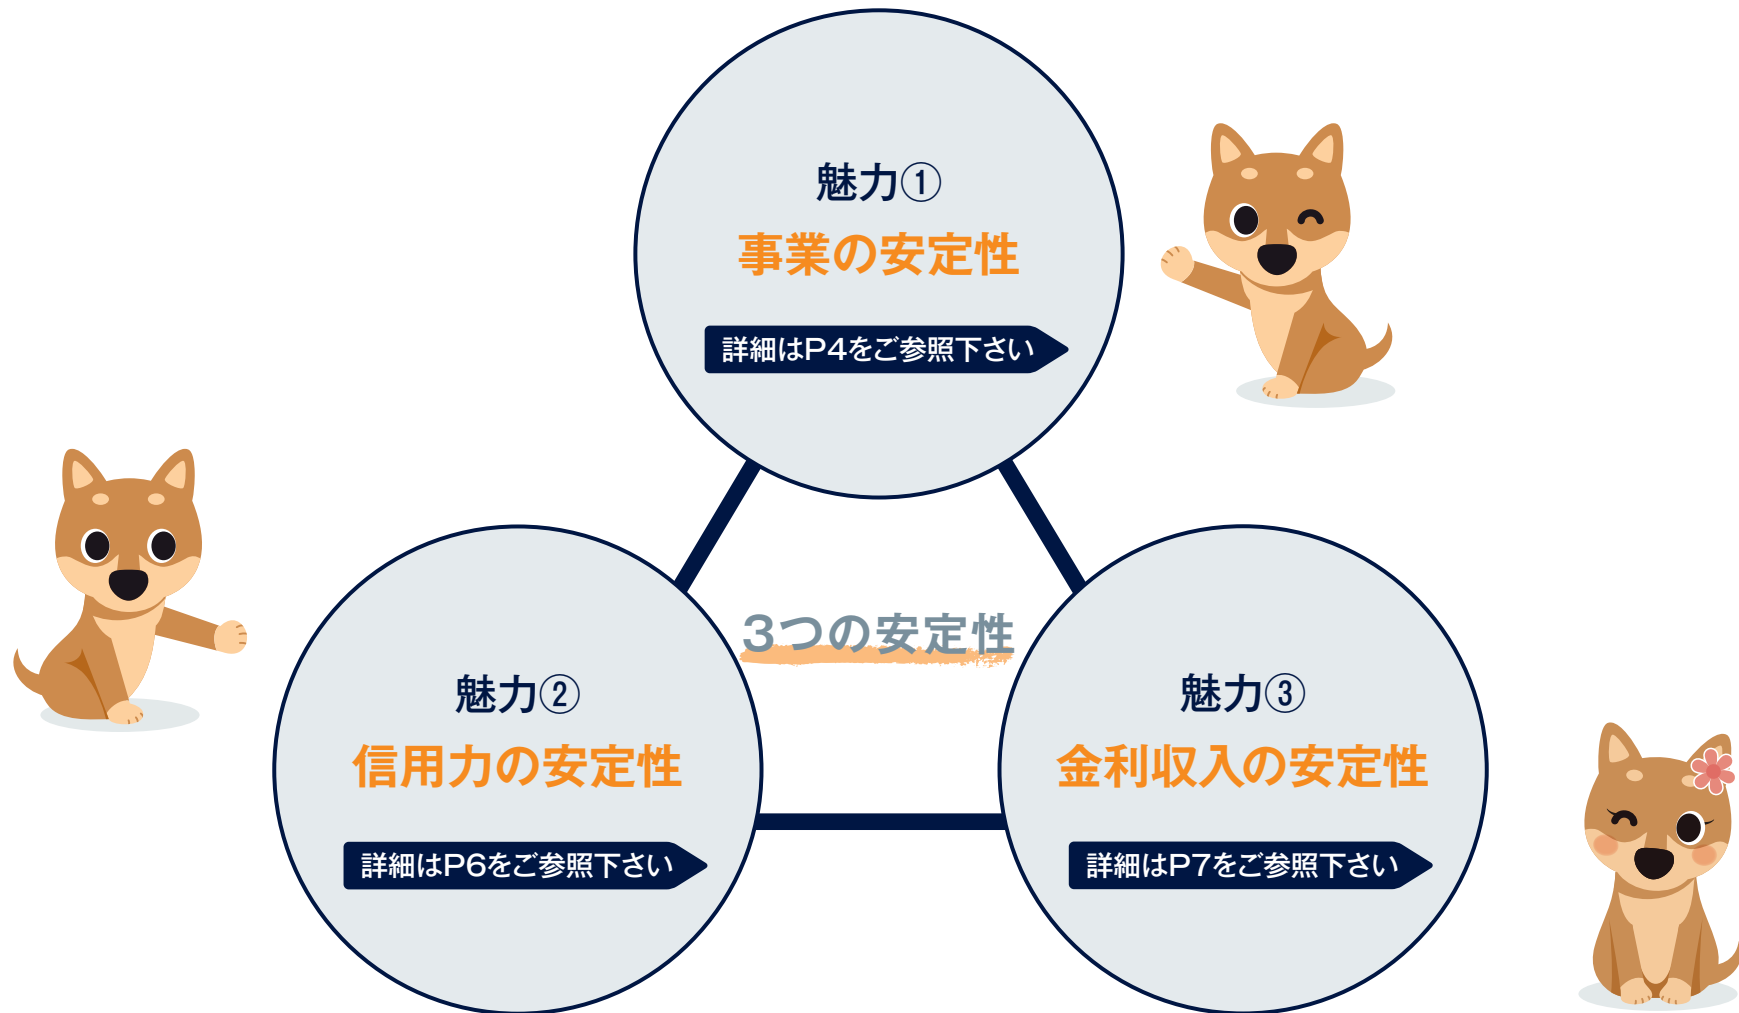 魅力①
事業の安定性
詳細はP4をご参照下さい
3つの安定性
魅力②
信用力の安定性
詳細はP6をご参照下さい
魅力③
金利収入の安定性
詳細はP7をご参照下さい